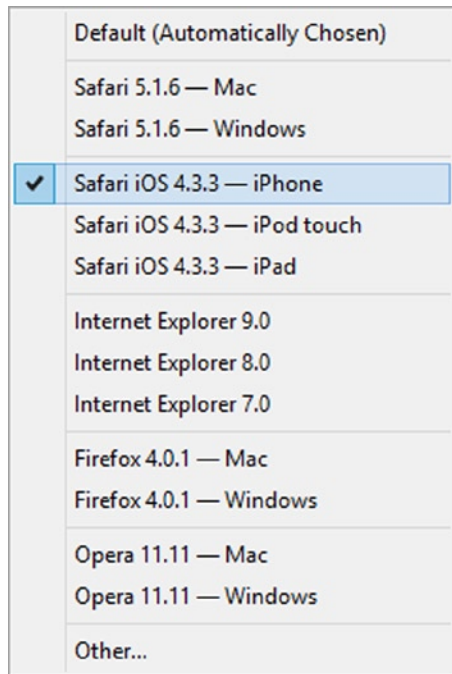 Default (Automatically Chosen)
Safari 5.1.6 — Mac
Safari 5.1.6 — Windows
Safari iOS 4.3.3 — iPhone
Safari iOS 4.3.3 — iPod touch
Safari iOS 4.3.3 — iPad
Internet Explorer 9.0
Internet Explorer 8.0
Internet Explorer 7.0
Firefox 4.0.1 — Mac
Firefox 4.0.1 — Windows
Opera 11.11 — Mac
Opera 11.11 — Windows
Other...